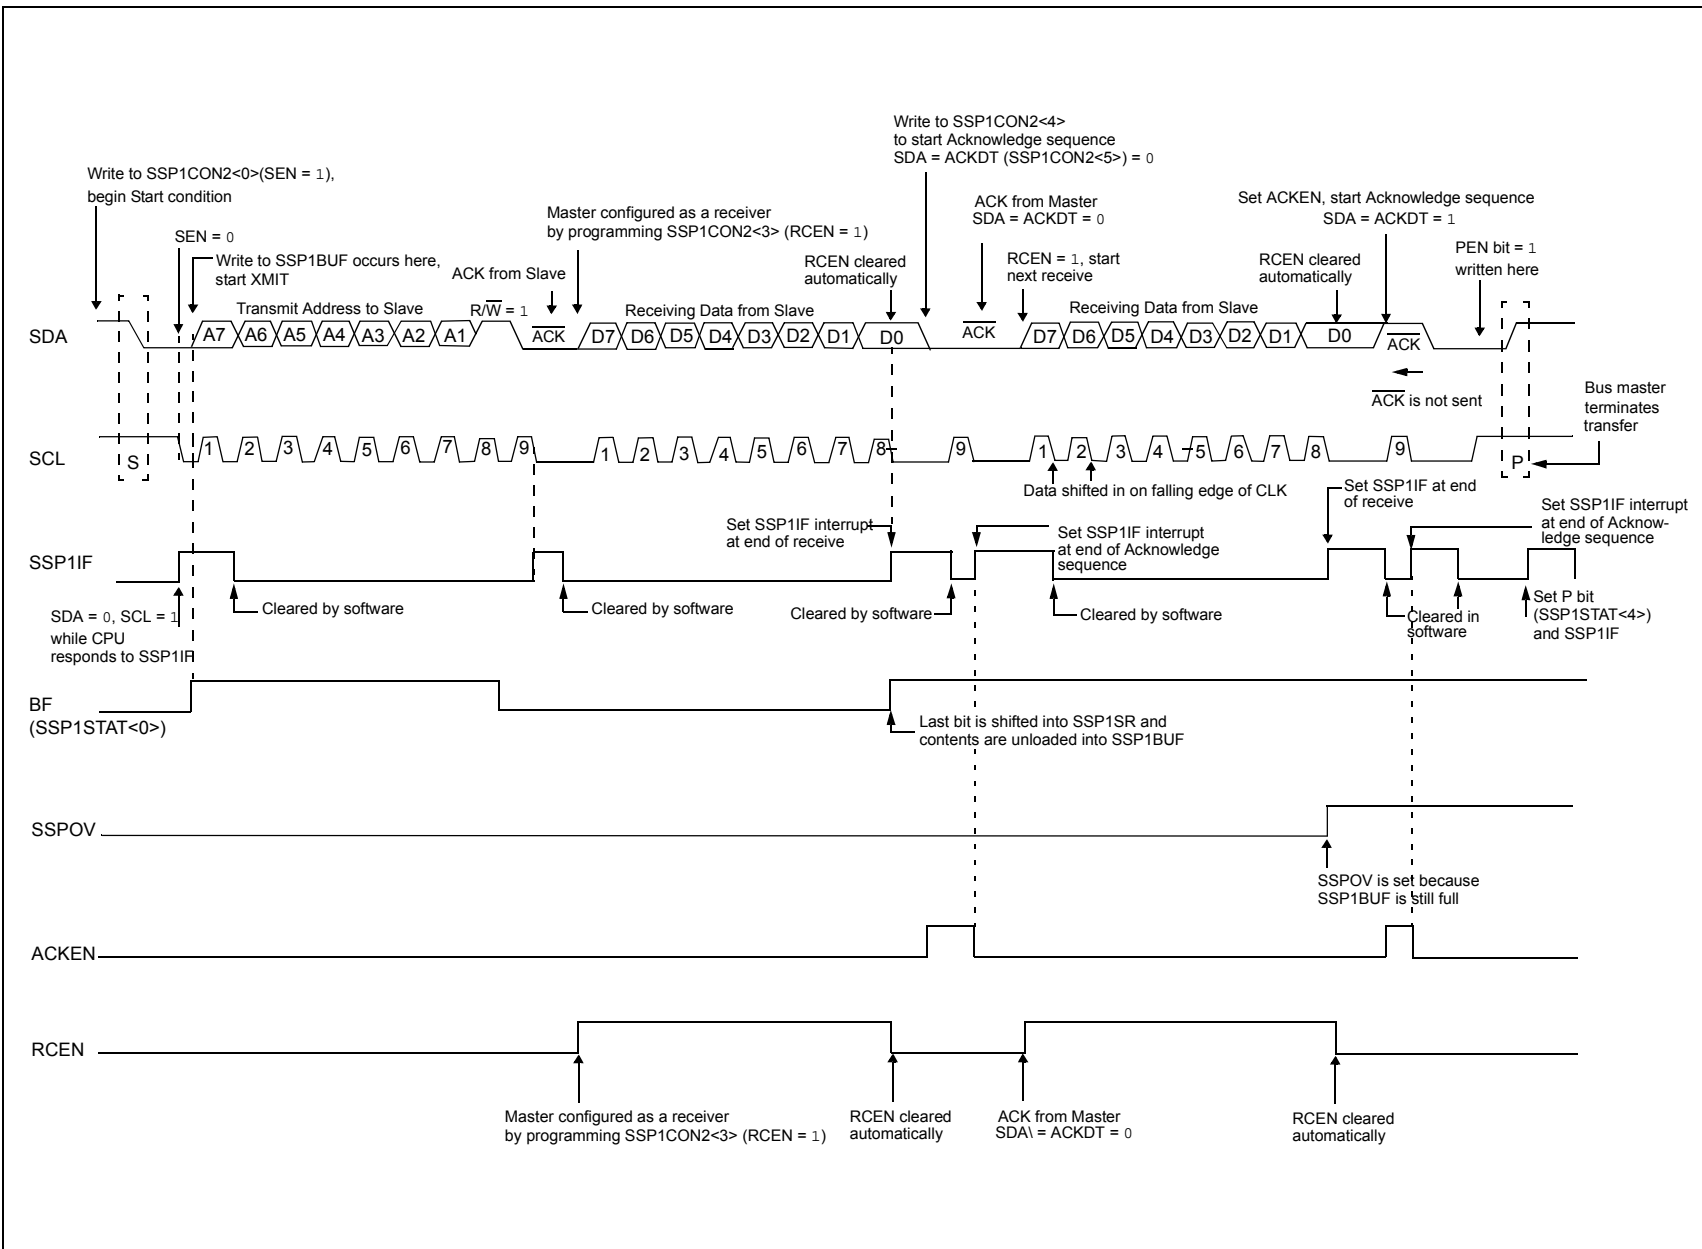 Write to SSP1CON2<4>
to start Acknowledge sequence
SDA = ACKDT (SSP1CON2<5>) = 0
Write to SSP1CON2<0>(SEN = 1),
begin Start condition
ACK from Master
SDA = ACKDT = 0
Set ACKEN, start Acknowledge sequence
SDA = ACKDT = 1
Master configured as a receiver
by programming SSP1CON2<3> (RCEN = 1)
SEN = 0
PEN bit = 1
written here
Write to SSP1BUF occurs here,
start XMIT
ACK from Slave
RCEN cleared
automatically
RCEN = 1, start
next receive
RCEN cleared
automatically
Transmit Address to Slave
R/W = 1
Receiving Data from Slave
Receiving Data from Slave
SDA
A7 A6 A5 A4 A3 A2 A1 ACK D7 D6 D5 D4 D3 D2 D1 D0 ACK D7 D6 D5 D4 D3 D2 D1 D0 ACK
ACK is not sent
Bus master
terminates
transfer
SCL
S 1 2 3 4 5 6 7 8 9 1 2 3 4 5 6 7 8 9 1 2 3 4 5 6 7 8 9 P
Data shifted in on falling edge of CLK
Set SSP1IF at end
of receive
Set SSP1IF interrupt
at end of receive
Set SSP1IF interrupt
at end of Acknowledge
sequence
Set SSP1IF interrupt
at end of Acknow-
ledge sequence
SSP1IF
Cleared by software
Cleared by software
Cleared by software
Cleared by software
Cleared in
software
Set P bit
(SSP1STAT<4>)
and SSP1IF
SDA = 0, SCL = 1
while CPU
responds to SSP1IF
BF
(SSP1STAT<0>)
Last bit is shifted into SSP1SR and
contents are unloaded into SSP1BUF
SSPOV
SSPOV is set because
SSP1BUF is still full
ACKEN
RCEN
Master configured as a receiver
by programming SSP1CON2<3> (RCEN = 1)
RCEN cleared
automatically
ACK from Master
SDA\ = ACKDT = 0
RCEN cleared
automatically